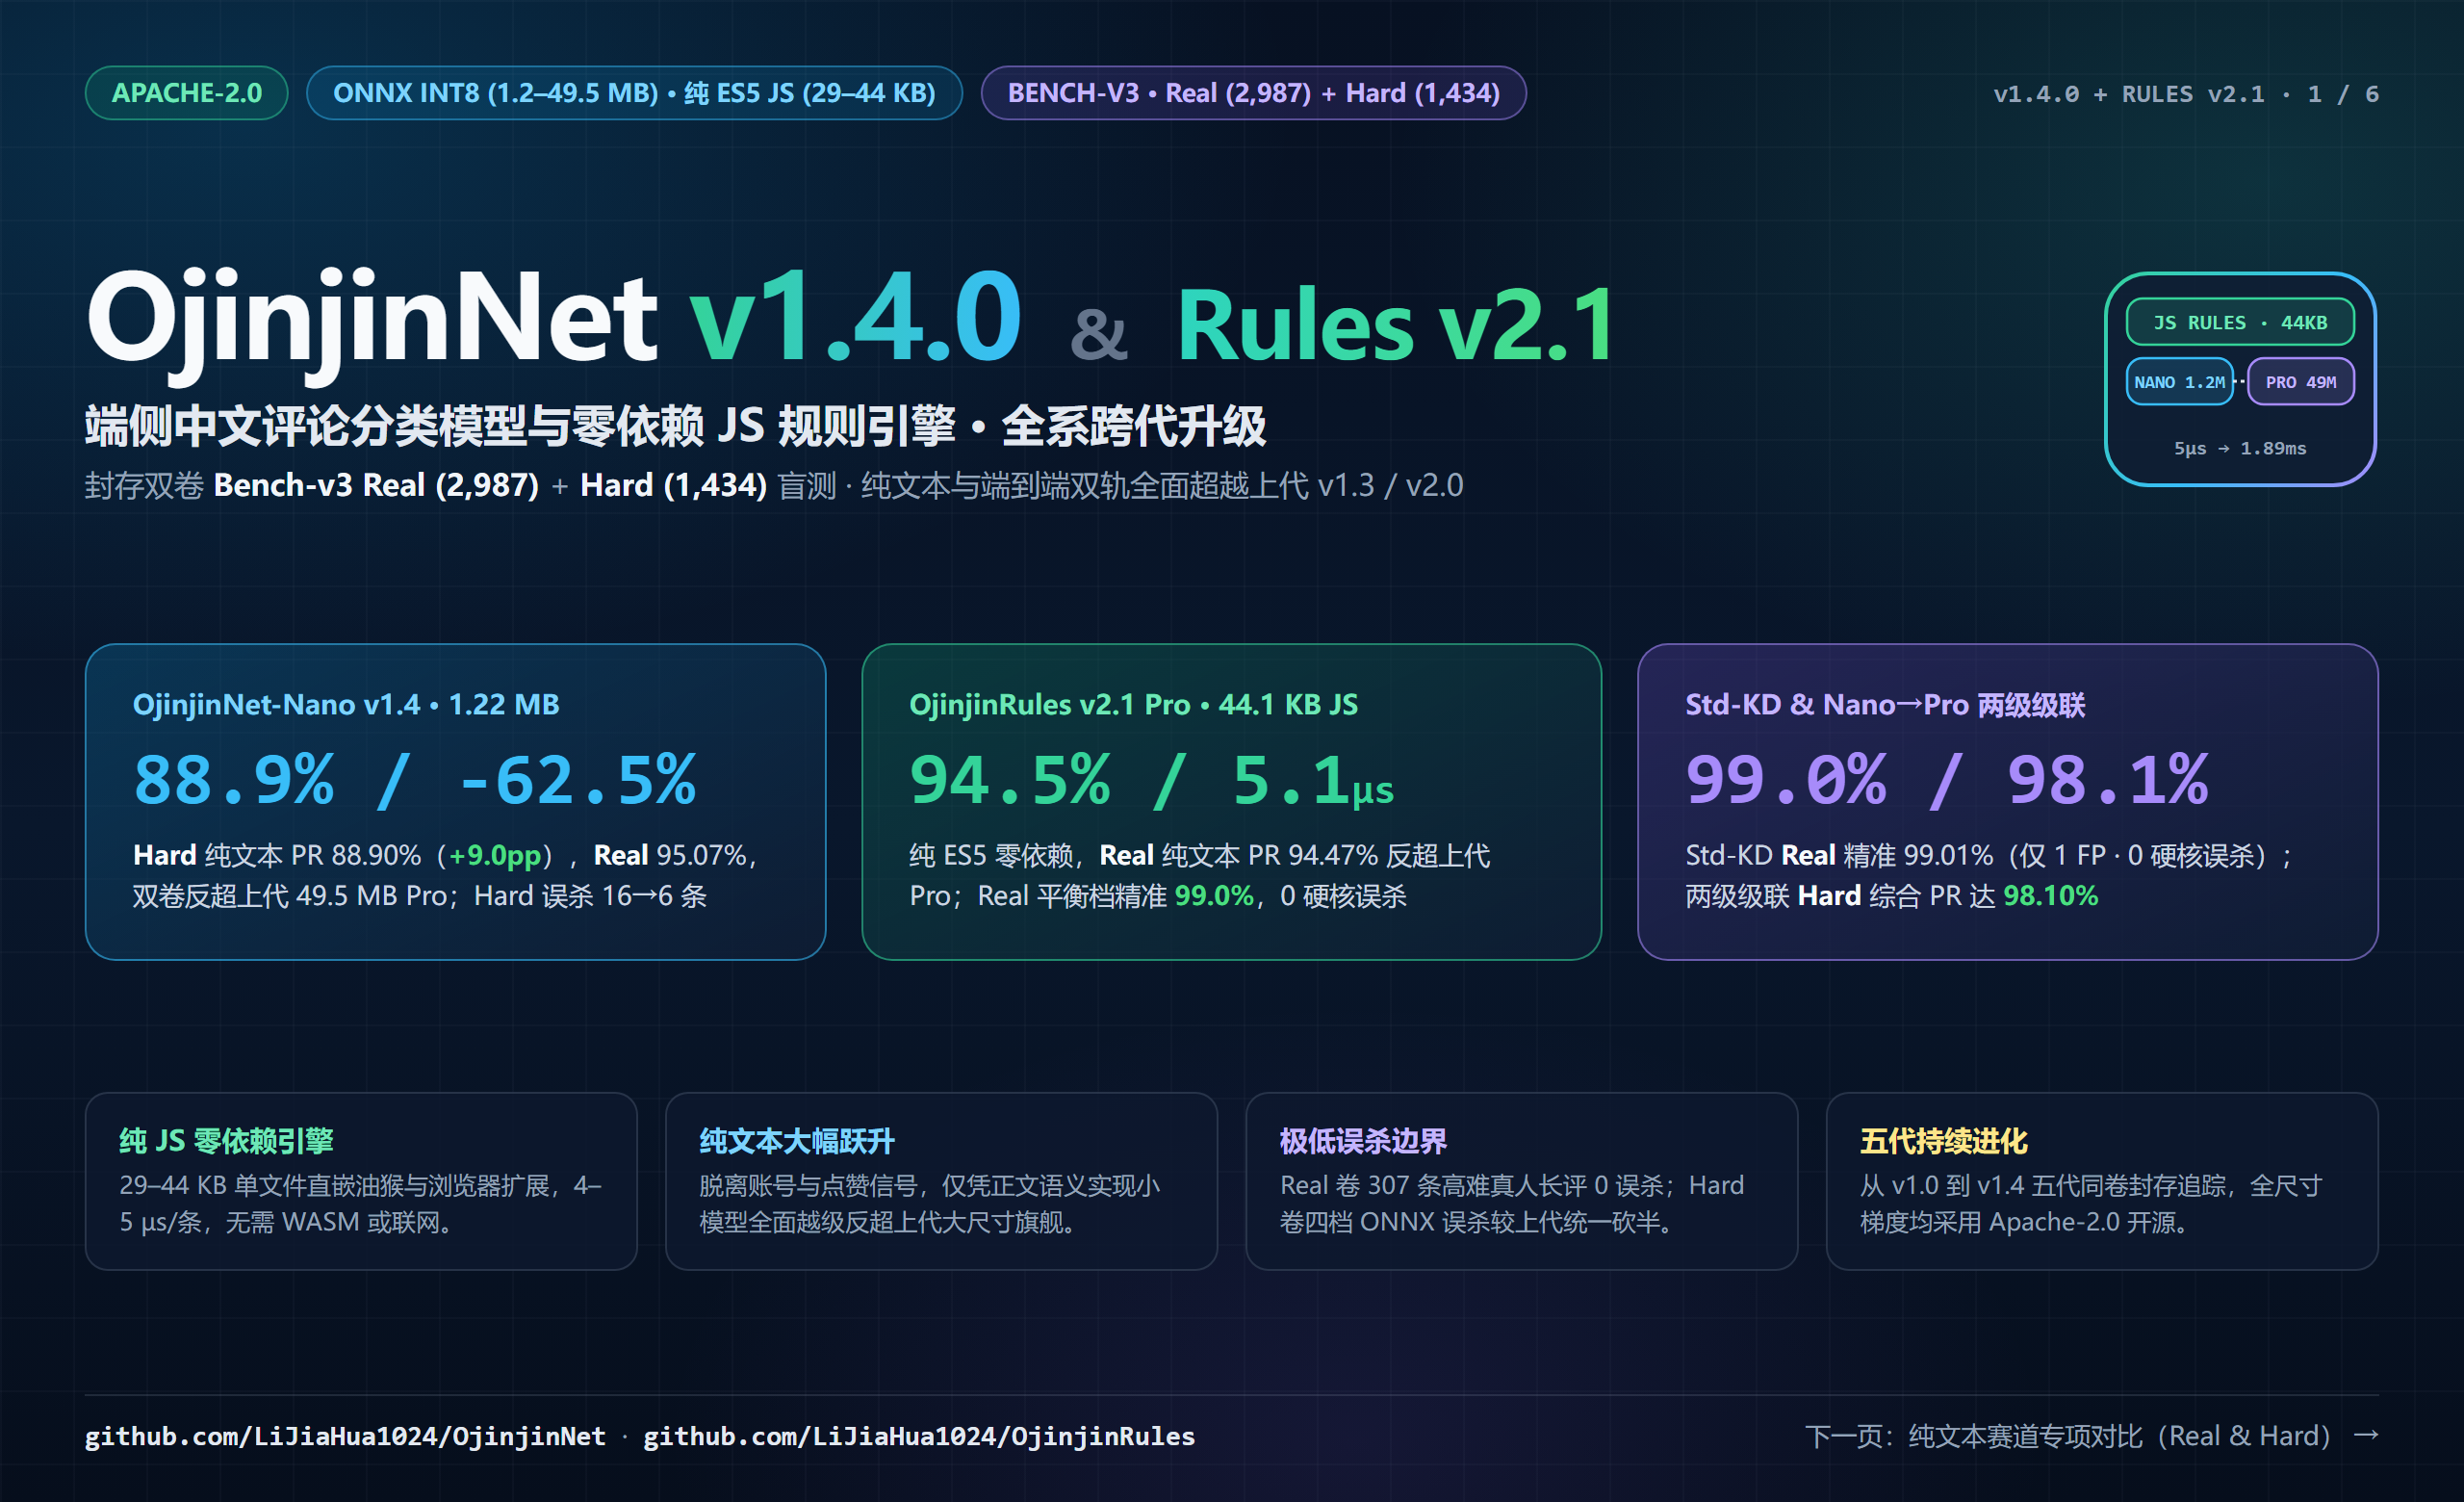 APACHE-2.0
ONNX INT8 (1.2–49.5 MB) • 纯 ES5 JS (29–44 KB)
BENCH-V3 • Real (2,987) + Hard (1,434)
v1.4.0 + RULES v2.1 · 1 / 6
OjinjinNet v1.4.0 & Rules v2.1
端侧中文评论分类模型与零依赖 JS 规则引擎 • 全系跨代升级
封存双卷 Bench-v3 Real (2,987) + Hard (1,434) 盲测 · 纯文本与端到端双轨全面超越上代 v1.3 / v2.0
JS RULES · 44KB
NANO 1.2M
PRO 49M
5μs → 1.89ms
OjinjinNet-Nano v1.4 • 1.22 MB
88.9% / -62.5%
Hard 纯文本 PR 88.90%（+9.0pp），Real 95.07%，
双卷反超上代 49.5 MB Pro；Hard 误杀 16→6 条
OjinjinRules v2.1 Pro • 44.1 KB JS
94.5% / 5.1μs
纯 ES5 零依赖，Real 纯文本 PR 94.47% 反超上代
Pro；Real 平衡档精准 99.0%，0 硬核误杀
Std-KD & Nano→Pro 两级级联
99.0% / 98.1%
Std-KD Real 精准 99.01%（仅 1 FP · 0 硬核误杀）；
两级级联 Hard 综合 PR 达 98.10%
纯 JS 零依赖引擎
29–44 KB 单文件直嵌油猴与浏览器扩展，4–
5 μs/条，无需 WASM 或联网。
纯文本大幅跃升
脱离账号与点赞信号，仅凭正文语义实现小
模型全面越级反超上代大尺寸旗舰。
极低误杀边界
Real 卷 307 条高难真人长评 0 误杀；Hard
卷四档 ONNX 误杀较上代统一砍半。
五代持续进化
从 v1.0 到 v1.4 五代同卷封存追踪，全尺寸
梯度均采用 Apache-2.0 开源。
github.com/LiJiaHua1024/OjinjinNet · github.com/LiJiaHua1024/OjinjinRules
下一页：纯文本赛道专项对比（Real & Hard） →